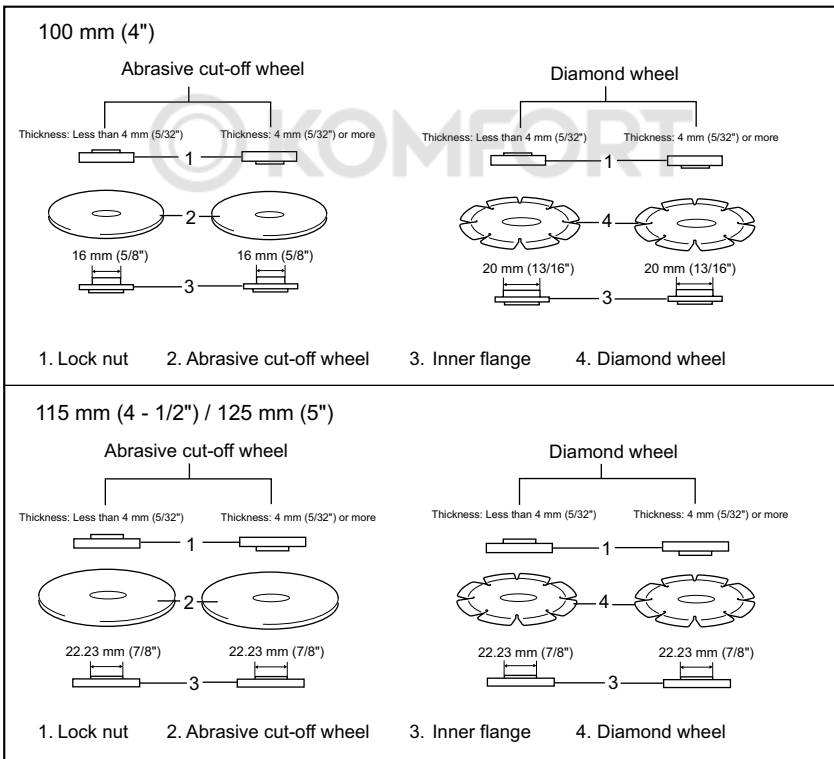 100 mm (4")
Abrasive cut-off wheel
Diamond wheel
Thickness: Less than 4 mm (5/32") Thickness: 4 mm (5/32") or more
Thickness: Less than 4 mm (5/32") Thickness: 4 mm (5/32") or more
KOMFORT
1
1
2
4
16 mm (5/8") 16 mm (5/8")
20 mm (13/16") 20 mm (13/16")
3
3
1. Lock nut 2. Abrasive cut-off wheel 3. Inner flange 4. Diamond wheel
115 mm (4 - 1/2") / 125 mm (5")
Abrasive cut-off wheel
Diamond wheel
Thickness: Less than 4 mm (5/32") Thickness: 4 mm (5/32") or more
Thickness: Less than 4 mm (5/32") Thickness: 4 mm (5/32") or more
1
1
2
4
22.23 mm (7/8") 22.23 mm (7/8")
22.23 mm (7/8") 22.23 mm (7/8")
3
3
1. Lock nut 2. Abrasive cut-off wheel 3. Inner flange 4. Diamond wheel